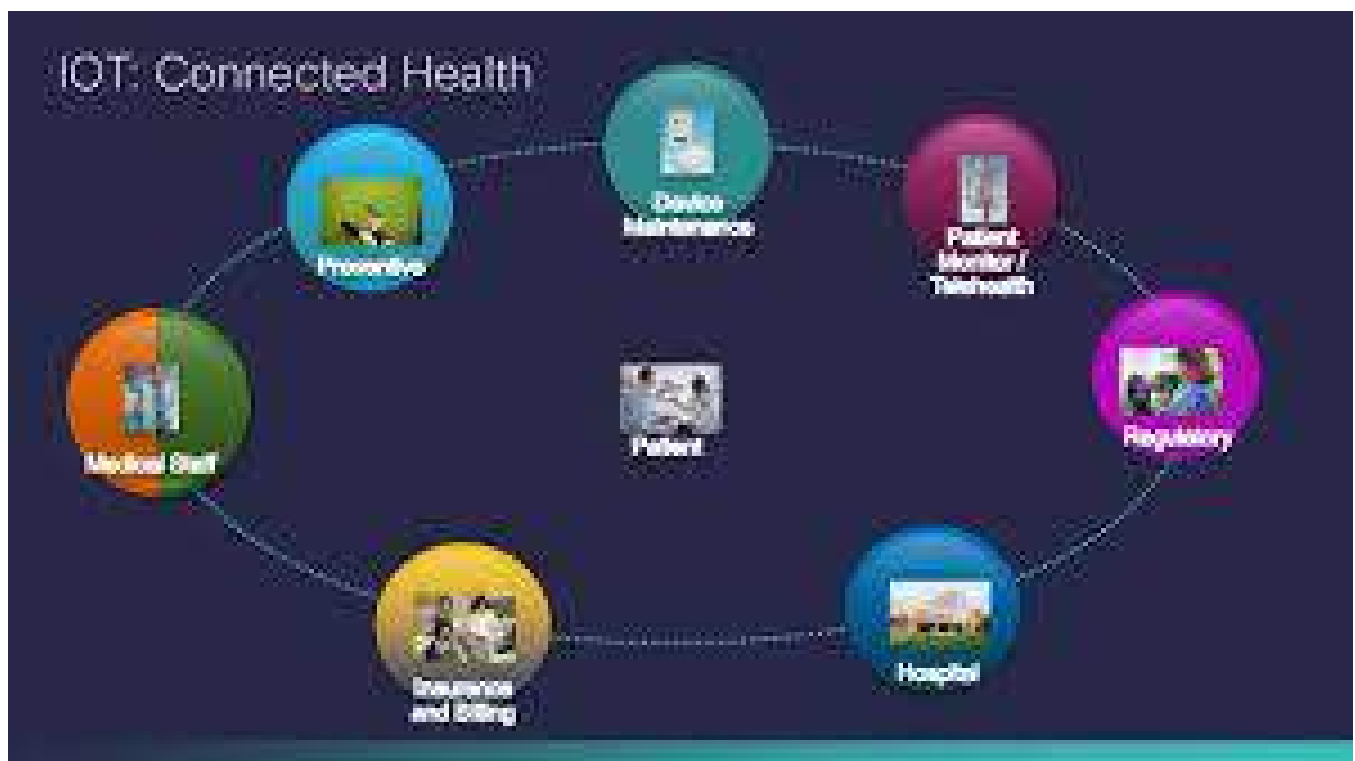 IOT: Connected Health
Device
Maintenance
Preventive
Patient
Monitor /
Telehealth
Medical Staff
Patient
Regulatory
Insurance
and Billing
Hospital